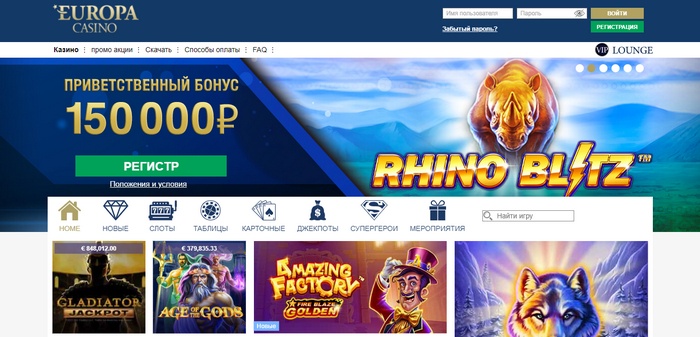 EUROPA
CASINO
Имя пользователя
Пароль
ВОЙТИ
Забытый пароль?
РЕГИСТРАЦИЯ
Казино
промо акции
Скачать
Способы оплаты
FAQ
VIP LOUNGE
ПРИВЕТСТВЕННЫЙ БОНУС
150 000₽
РЕГИСТР
Положения и условия
RHINO BLITZ™
HOME
НОВЫЕ
СЛОТЫ
ТАБЛИЦЫ
КАРТОЧНЫЕ
ДЖЕКПОТЫ
СУПЕРГЕРОИ
МЕРОПРИЯТИЯ
Найти игру
€ 848,012.00
GLADIATOR
JACKPOT
€ 379,835.33
AGE OF THE GODS
AMAZING
FACTORY™
FIRE BLAZE
GOLDEN
Новые